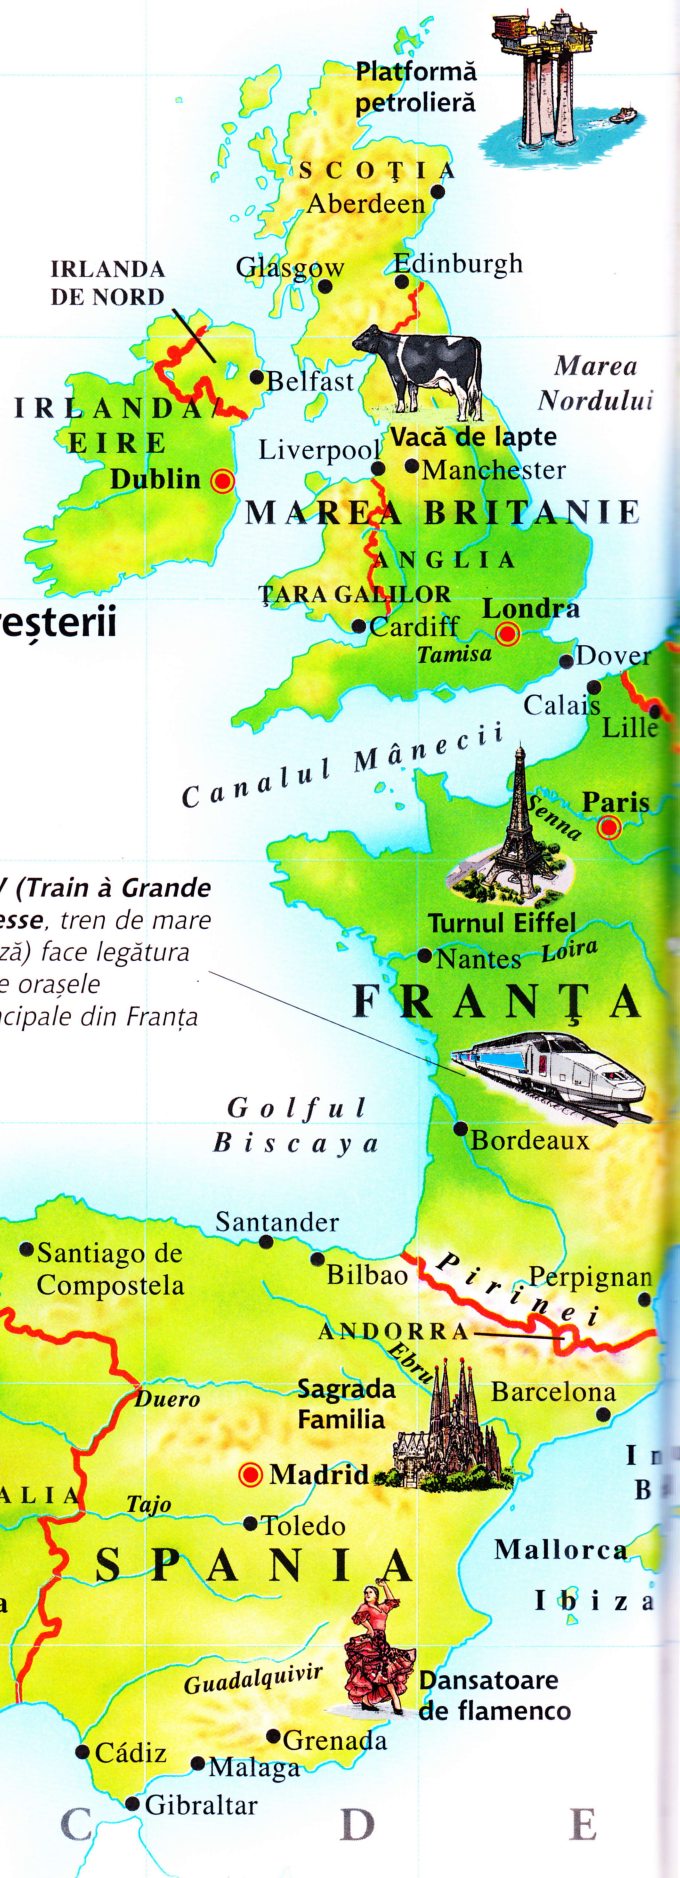 Platformă
petrolieră
SCOŢIA
Aberdeen
IRLANDA
DE NORD
Glasgow
Edinburgh
Belfast
Marea
Nordului
IRLANDA/
EIRE
Vacă de lapte
Liverpool
Manchester
Dublin
MAREA BRITANIE
ANGLIA
ŢARA GALILOR
Londra
Cardiff
Tamisa
Dover
Calais
Lille
Canalul Mânecii
Paris
Senna
(Train à Grande
, tren de mare
face legătura
orașele
din Franţa
Turnul Eiffel
Nantes
Loira
FRANŢA
Golful
Biscaya
Bordeaux
Santander
Santiago de
Compostela
Bilbao
Pirinei
Perpignan
ANDORRA
Ebru
Duero
Sagrada
Familia
Barcelona
Madrid
Tajo
Toledo
SPANIA
Mallorca
Ibiza
Guadalquivir
Dansatoare
de flamenco
Grenada
Cádiz
Malaga
Gibraltar
C D E